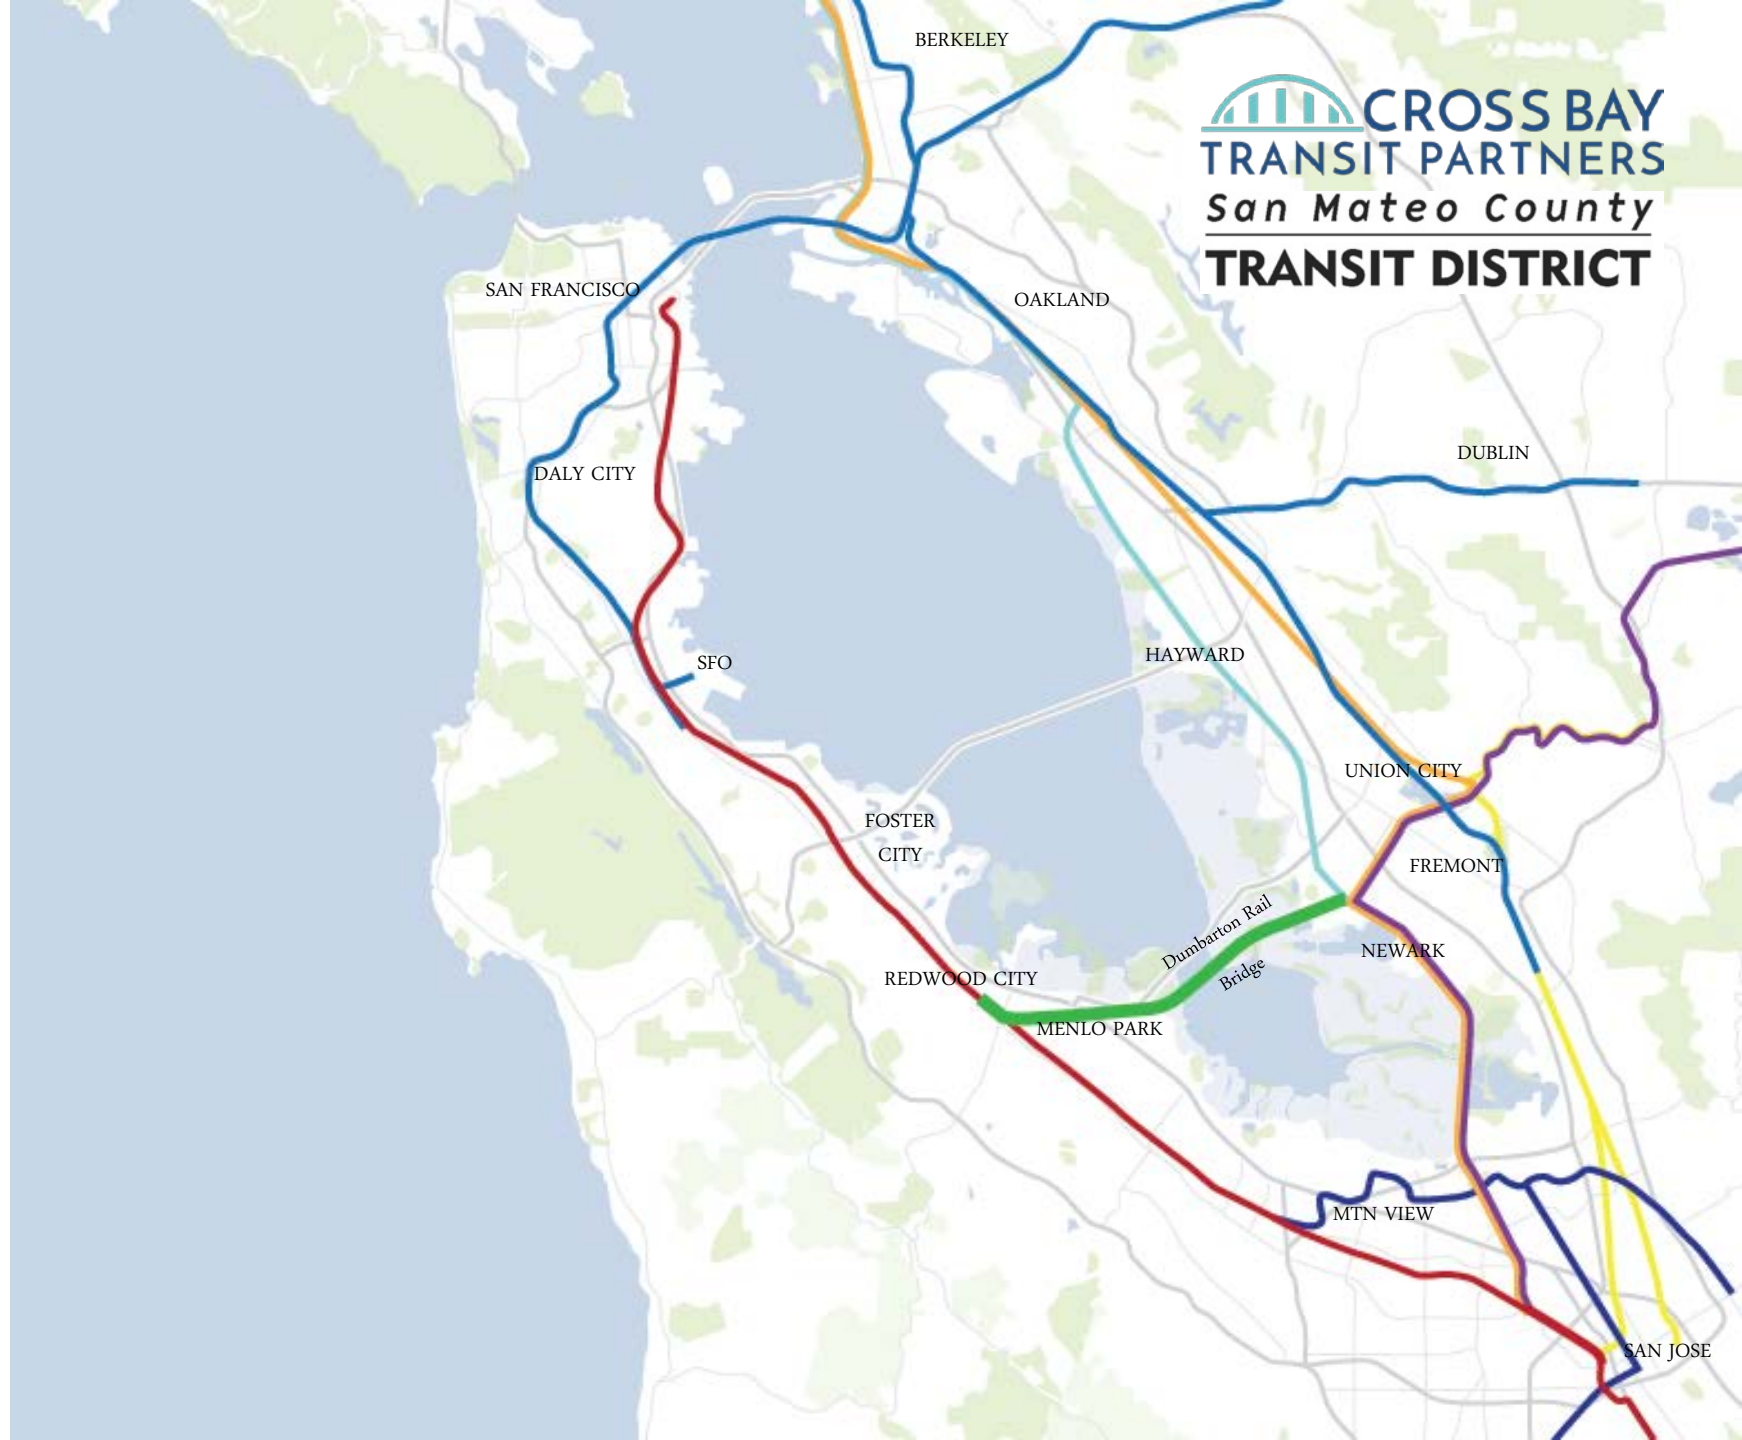 BERKELEY
CROSS BAY
TRANSIT PARTNERS
San Mateo County
TRANSIT DISTRICT
SAN FRANCISCO
OAKLAND
DUBLIN
DALY CITY
HAYWARD
SFO
UNION CITY
FOSTER
CITY
FREMONT
Dumbarton Rail
Bridge
NEWARK
REDWOOD CITY
MENLO PARK
MTN VIEW
SAN JOSE